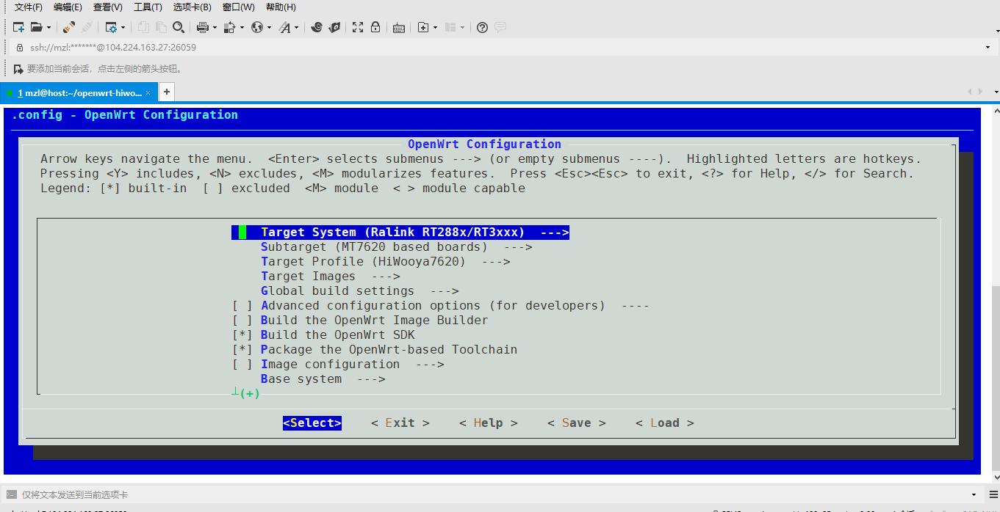 文件(F) 编辑(E) 查看(V) 工具(T) 选项卡(B) 窗口(W) 帮助(H)
ssh://mzl:*******@104.224.163.27:26059
要添加当前会话，点击左侧的箭头按钮。
1 mzl@host:~/openwrt-hiwo... × +
.config - OpenWrt Configuration
OpenWrt Configuration
Arrow keys navigate the menu.  <Enter> selects submenus ---> (or empty submenus ----).  Highlighted letters are hotkeys.
Pressing <Y> includes, <N> excludes, <M> modularizes features.  Press <Esc><Esc> to exit, <?> for Help, </> for Search.
Legend: [*] built-in  [ ] excluded  <M> module  < > module capable
Target System (Ralink RT288x/RT3xxx)  --->
Subtarget (MT7620 based boards)  --->
Target Profile (HiWooya7620)  --->
Target Images  --->
Global build settings  --->
[ ] Advanced configuration options (for developers)  ----
[ ] Build the OpenWrt Image Builder
[*] Build the OpenWrt SDK
[*] Package the OpenWrt-based Toolchain
[ ] Image configuration  --->
Base system  --->
┴(+)
<Select>    < Exit >    < Help >    < Save >    < Load >
仅将文本发送到当前选项卡